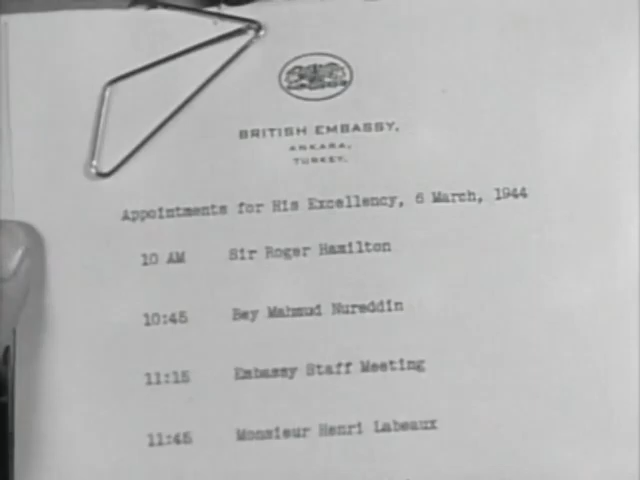 BRITISH EMBASSY,
ANKARA,
TURKEY.
Appointments for His Excellency, 6 March, 1944
10 AM Sir Roger Hamilton
10:45 Bey Mahmud Nureddin
11:15 Embassy Staff Meeting
11:45 Monsieur Henri Labeaux